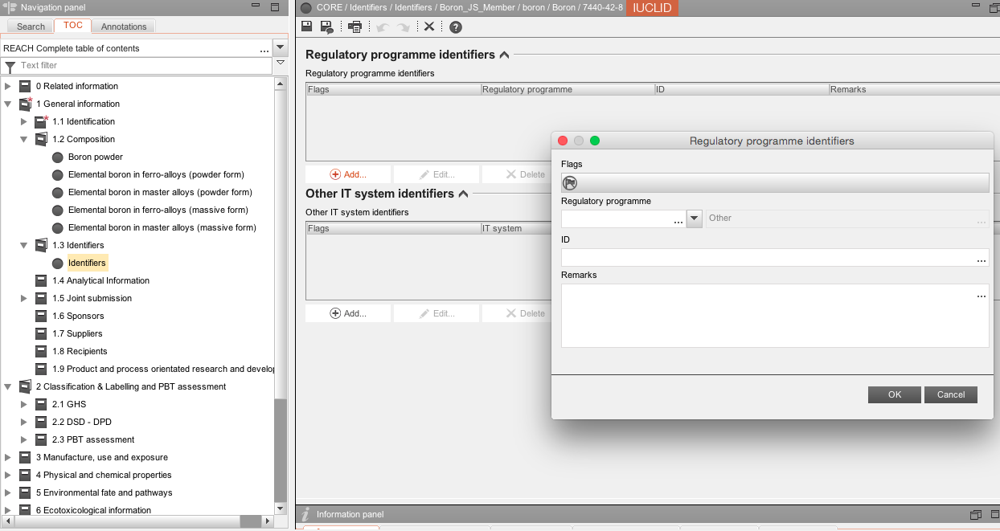 Navigation panel
Search TOC Annotations
REACH Complete table of contents ...
Text filter
0 Related information
1 General information
1.1 Identification
1.2 Composition
Boron powder
Elemental boron in ferro-alloys (powder form)
Elemental boron in master alloys (powder form)
Elemental boron in ferro-alloys (massive form)
Elemental boron in master alloys (massive form)
1.3 Identifiers
Identifiers
1.4 Analytical Information
1.5 Joint submission
1.6 Sponsors
1.7 Suppliers
1.8 Recipients
1.9 Product and process orientated research and develo
2 Classification & Labelling and PBT assessment
2.1 GHS
2.2 DSD - DPD
2.3 PBT assessment
3 Manufacture, use and exposure
4 Physical and chemical properties
5 Environmental fate and pathways
6 Ecotoxicological information
CORE / Identifiers / Identifiers / Boron_JS_Member / boron / Boron / 7440-42-8 IUCLID
Regulatory programme identifiers
Regulatory programme identifiers
Flags Regulatory programme ID Remarks
Add... Edit... Delete
Other IT system identifiers
Other IT system identifiers
Flags IT system
Add... Edit... Delete
Regulatory programme identifiers
Flags
Regulatory programme
... Other ...
ID
...
Remarks
...
OK Cancel
Information panel